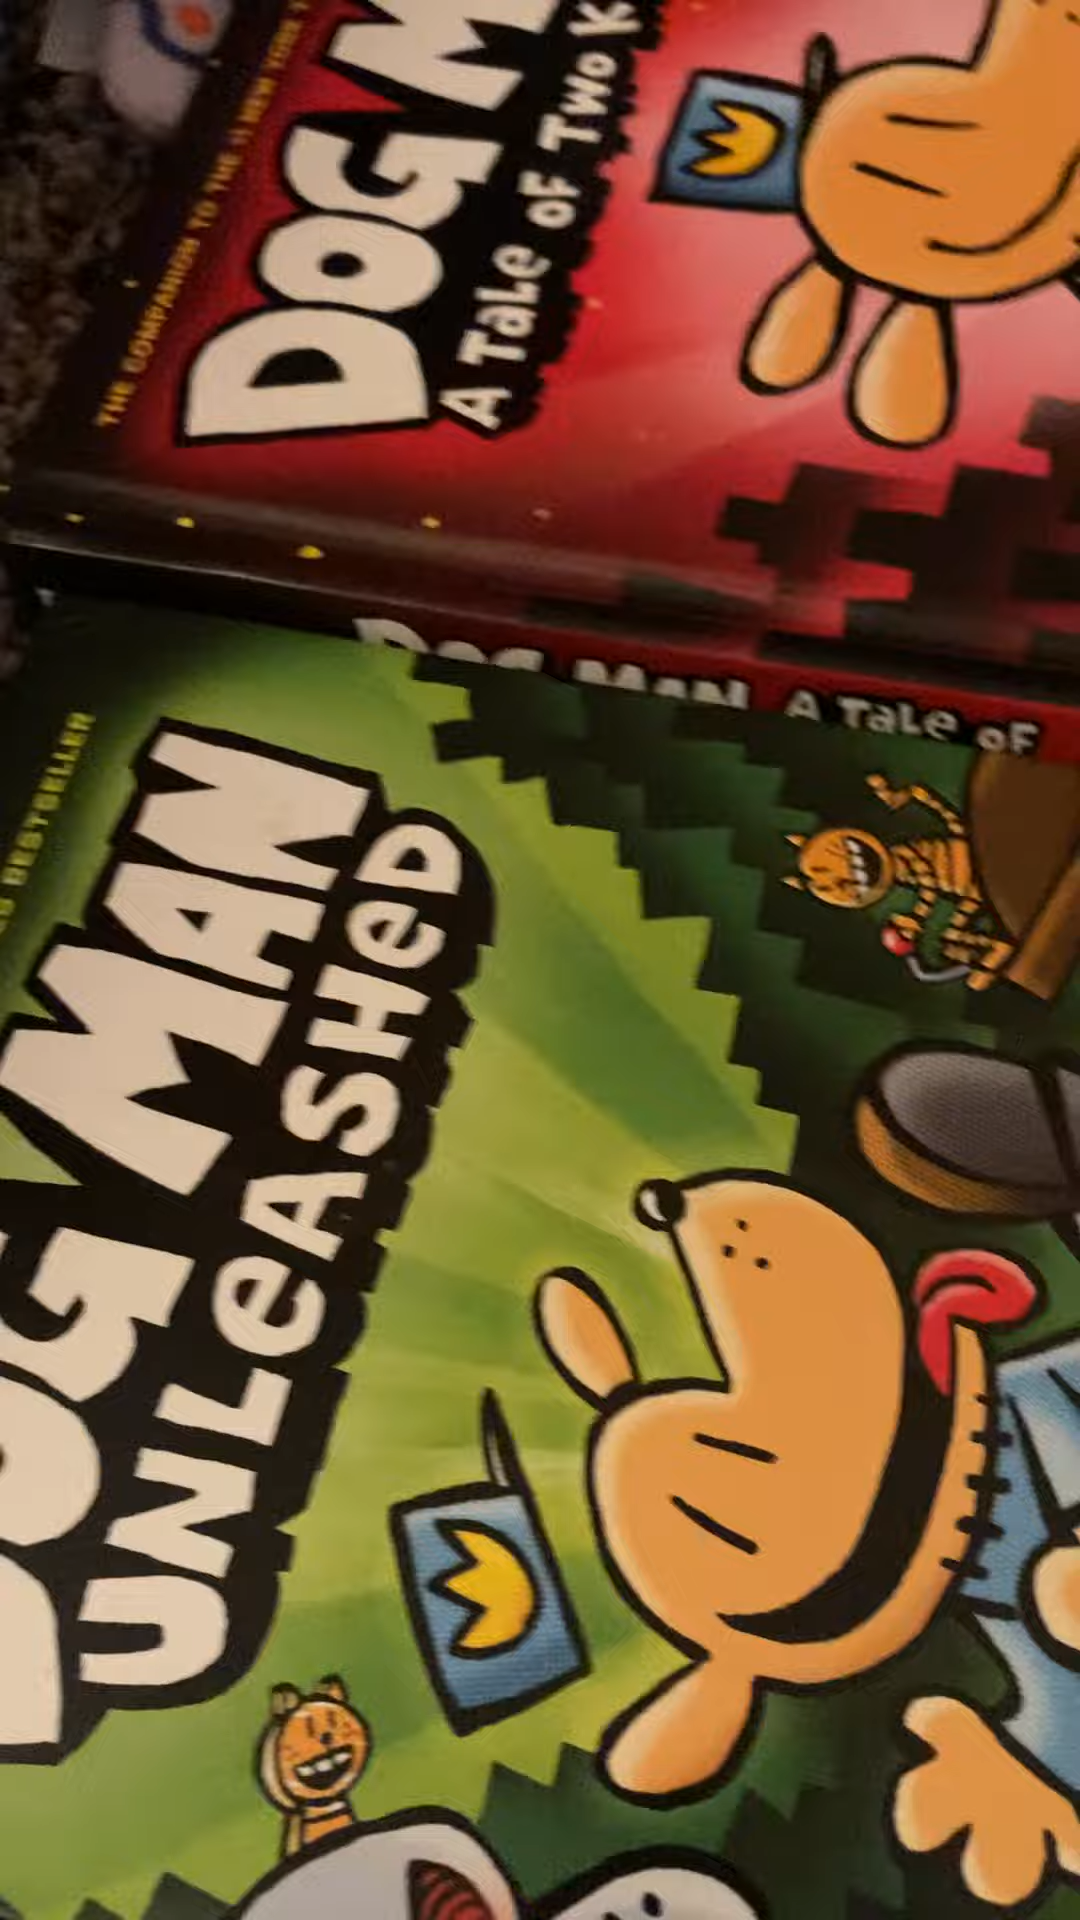 THE COMPANION TO THE #1 NEW YORK
DOG M
A Tale of Two K
DOG MAN A Tale of
BESTSELLER
DOG MAN
UNLeASHeD